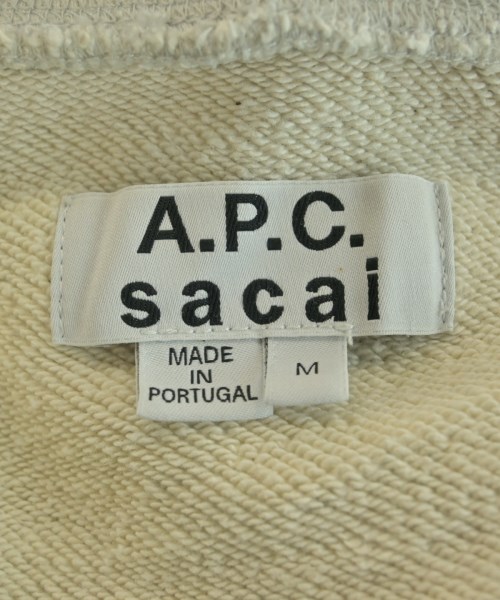 A.P.C.
sacai
MADE
IN
PORTUGAL
M